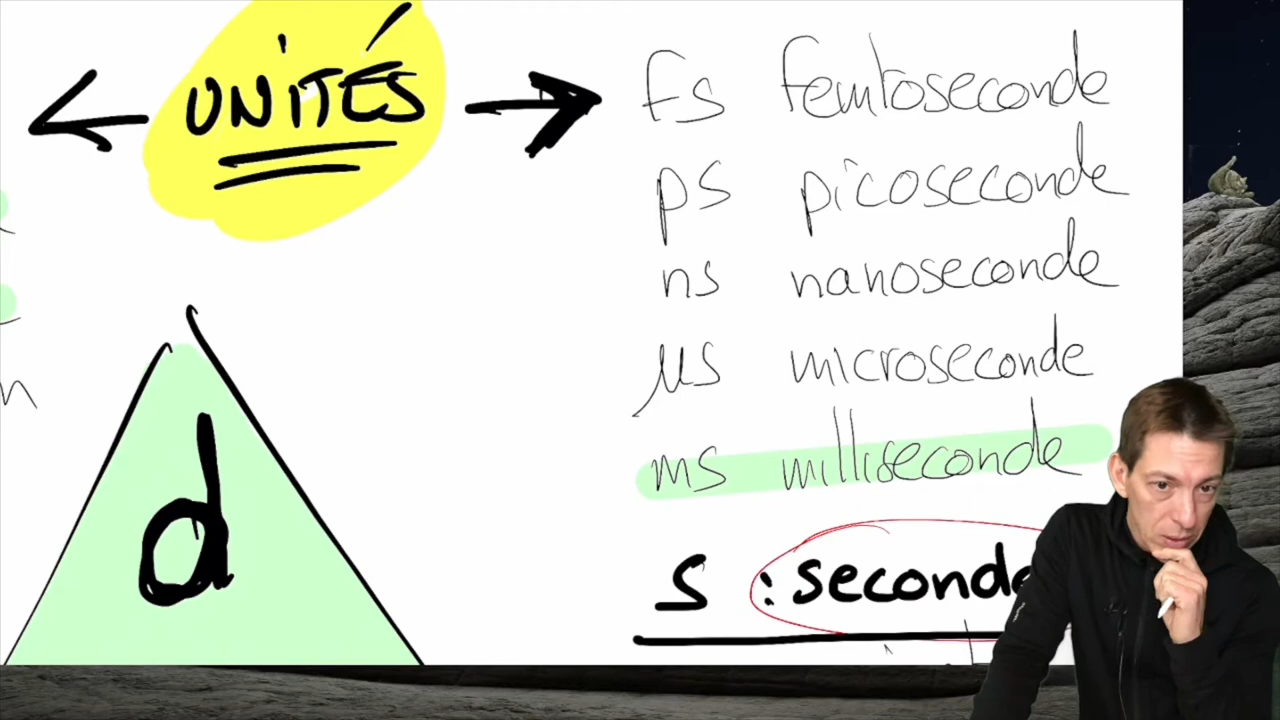 UNITÉS
fs femtoseconde
ps picoseconde
ns nanoseconde
µs microseconde
ms milliseconde
s : seconde
n
d